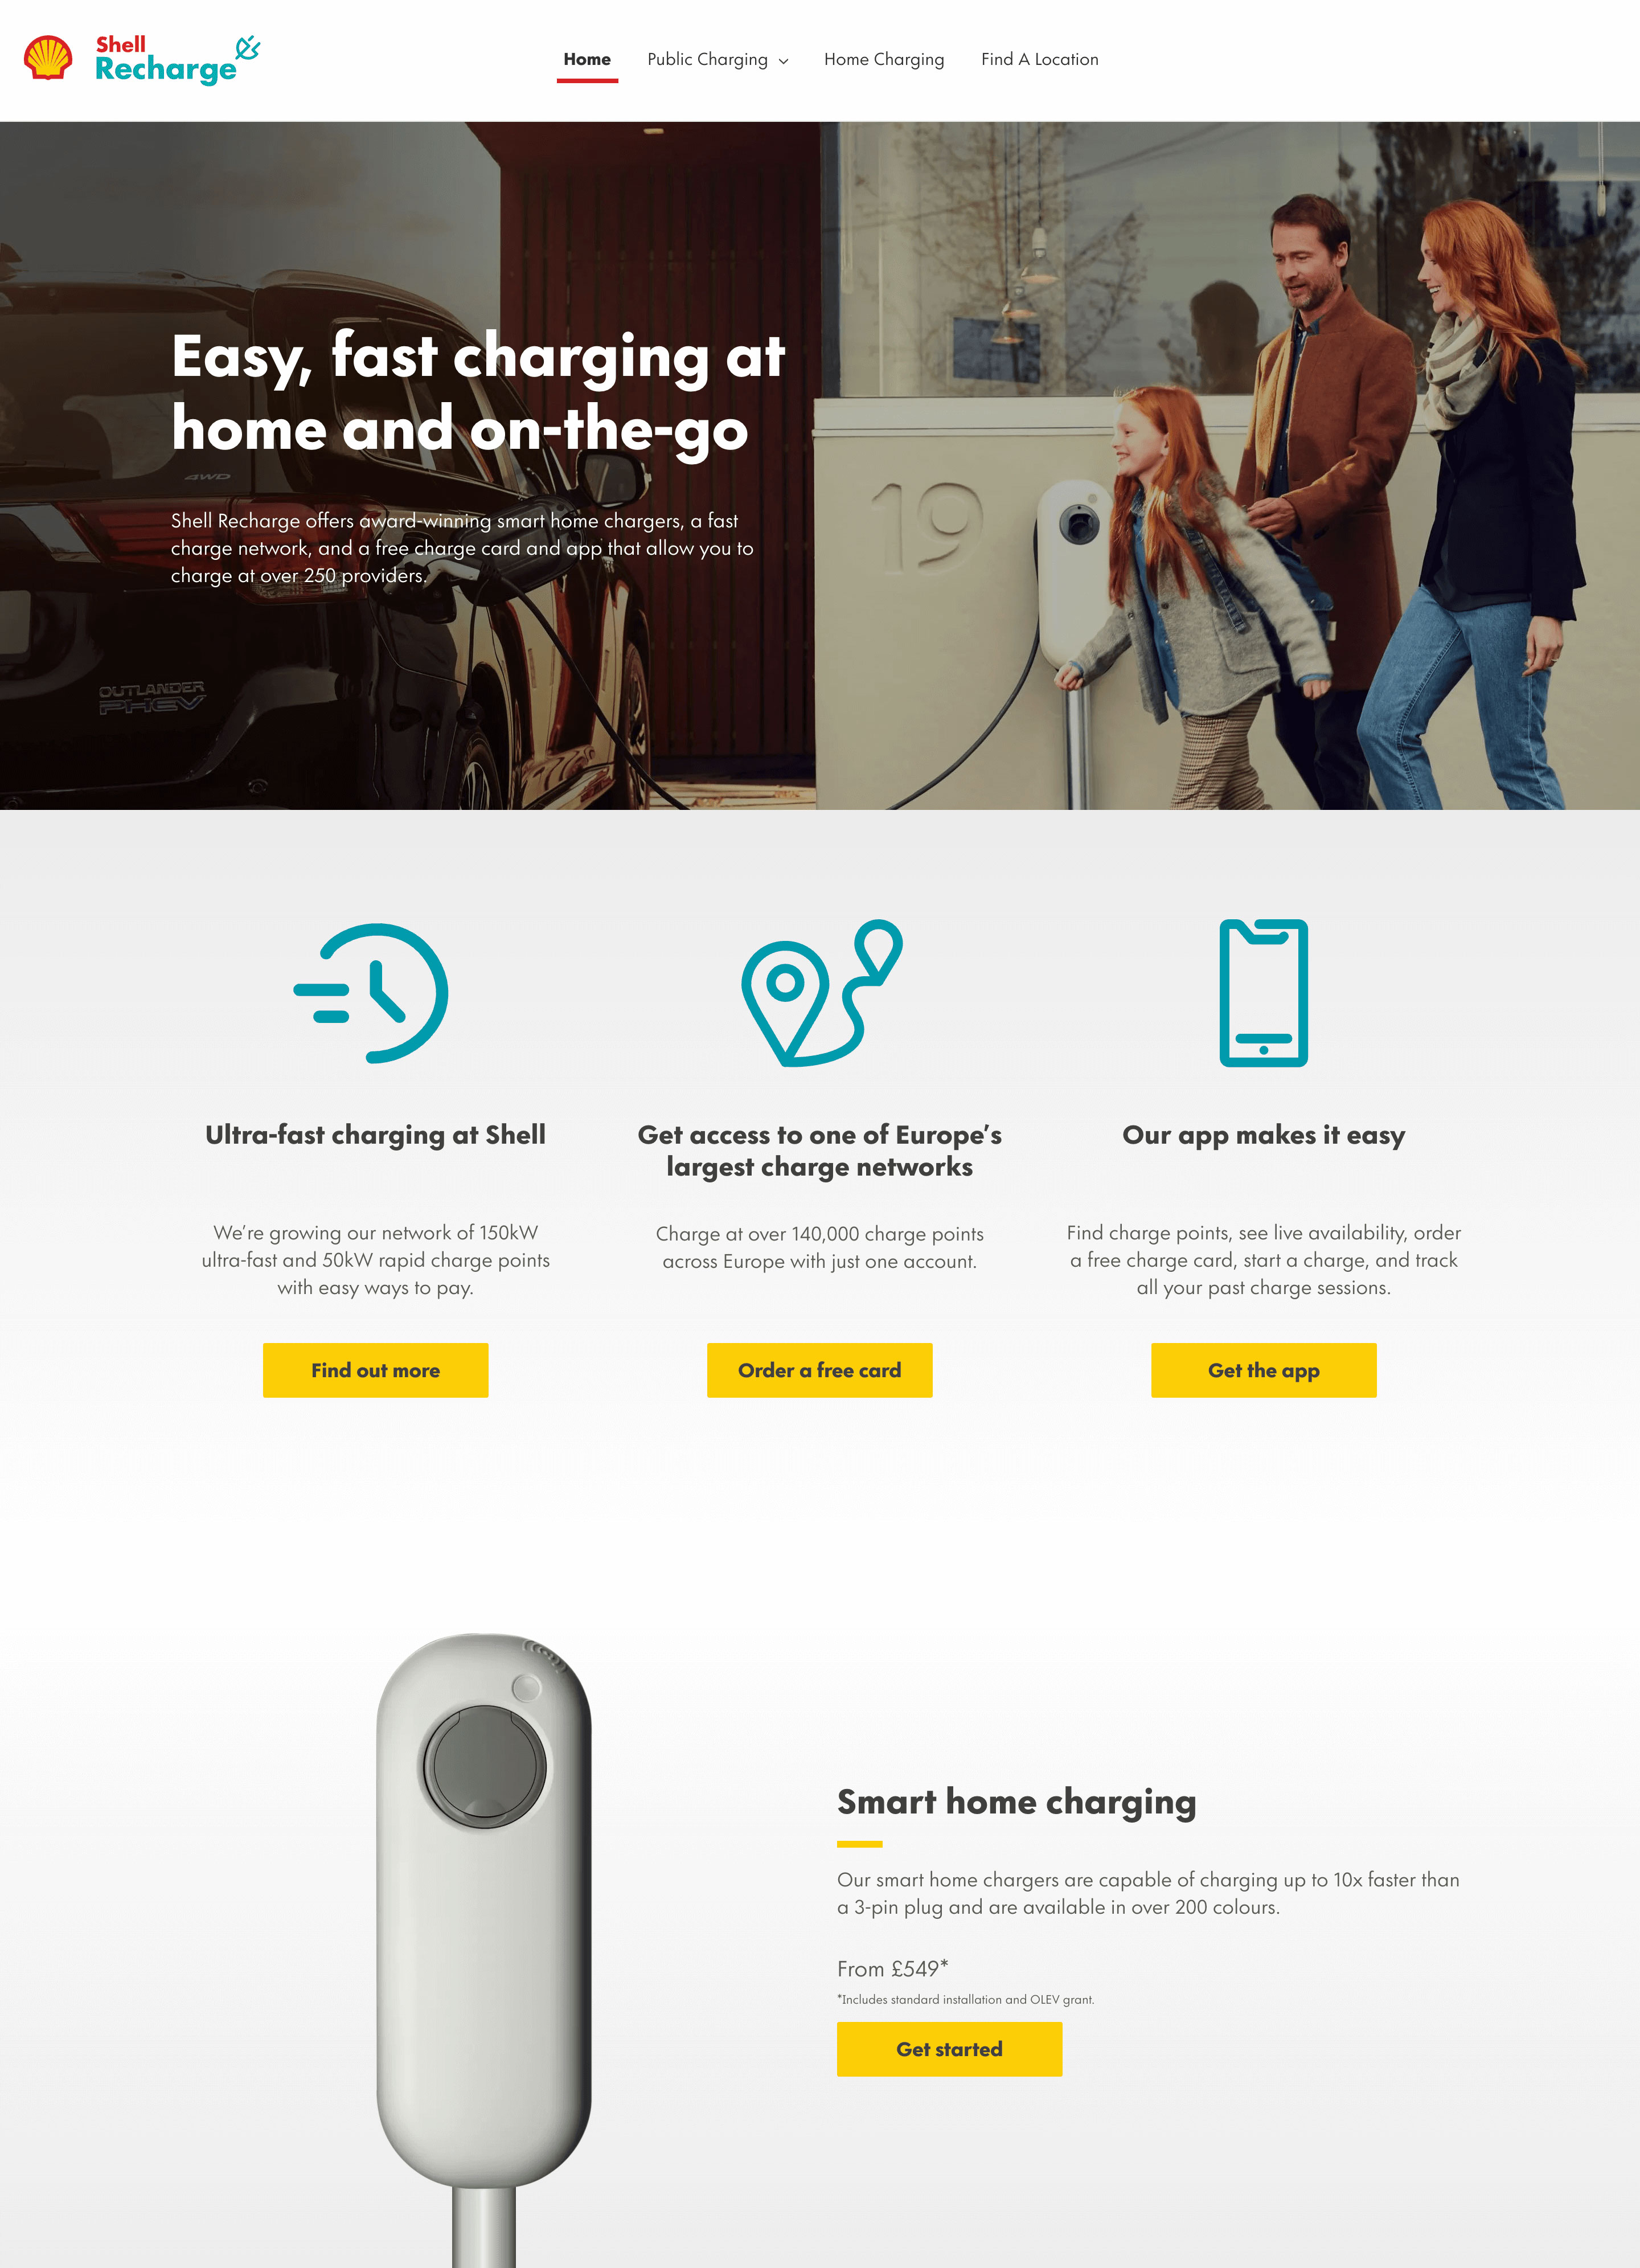 Shell
Recharge
Home
Public Charging
Home Charging
Find A Location
Easy, fast charging at
home and on-the-go
Shell Recharge offers award-winning smart home chargers, a fast
charge network, and a free charge card and app that allow you to
charge at over 250 providers.
4WD
OUTLANDER
PHEV
19
Ultra-fast charging at Shell
We’re growing our network of 150kW
ultra-fast and 50kW rapid charge points
with easy ways to pay.
Find out more
Get access to one of Europe’s
largest charge networks
Charge at over 140,000 charge points
across Europe with just one account.
Order a free card
Our app makes it easy
Find charge points, see live availability, order
a free charge card, start a charge, and track
all your past charge sessions.
Get the app
Smart home charging
Our smart home chargers are capable of charging up to 10x faster than
a 3-pin plug and are available in over 200 colours.
From £549*
*Includes standard installation and OLEV grant.
Get started